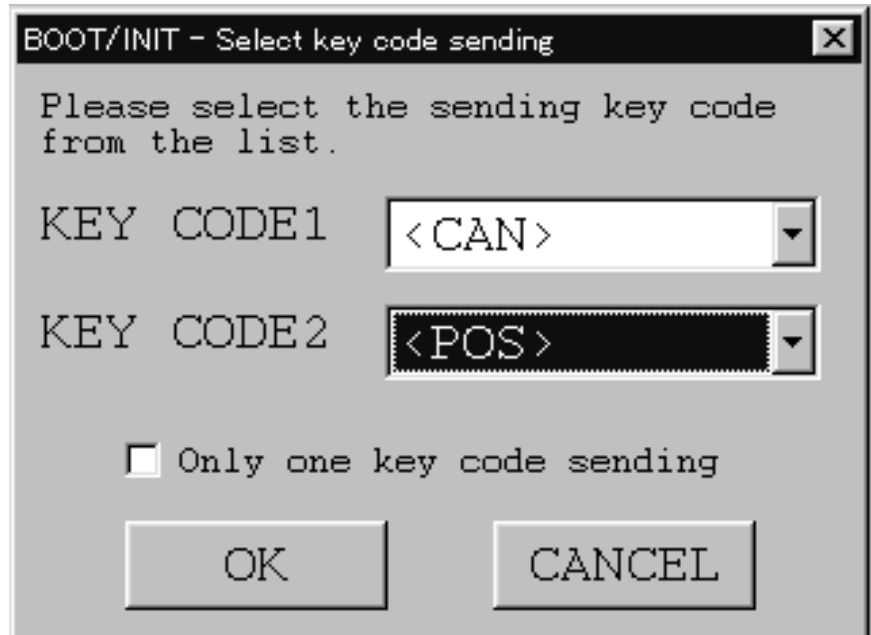 BOOT/INIT - Select key code sending
Please select the sending key code
from the list.
KEY CODE1 <CAN>
KEY CODE2 <POS>
Only one key code sending
OK CANCEL